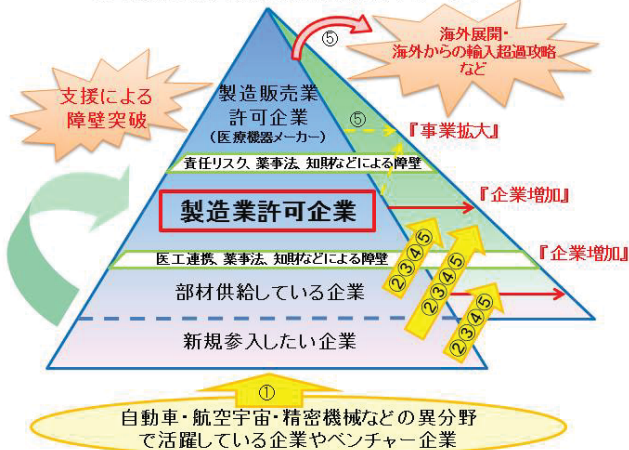 ⑤
海外展開・
海外からの輸入超過攻略
など
支援による
障壁突破
製造販売業
許可企業
(医療機器メーカー)
⑤
『事業拡大』
責任リスク、薬事法、知財などによる障壁
製造業許可企業
『企業増加』
医工連携、薬事法、知財などによる障壁
『企業増加』
②③④⑤
②③④⑤
②③④⑤
部材供給している企業
新規参入したい企業
①
自動車・航空宇宙・精密機械などの異分野
で活躍している企業やベンチャー企業